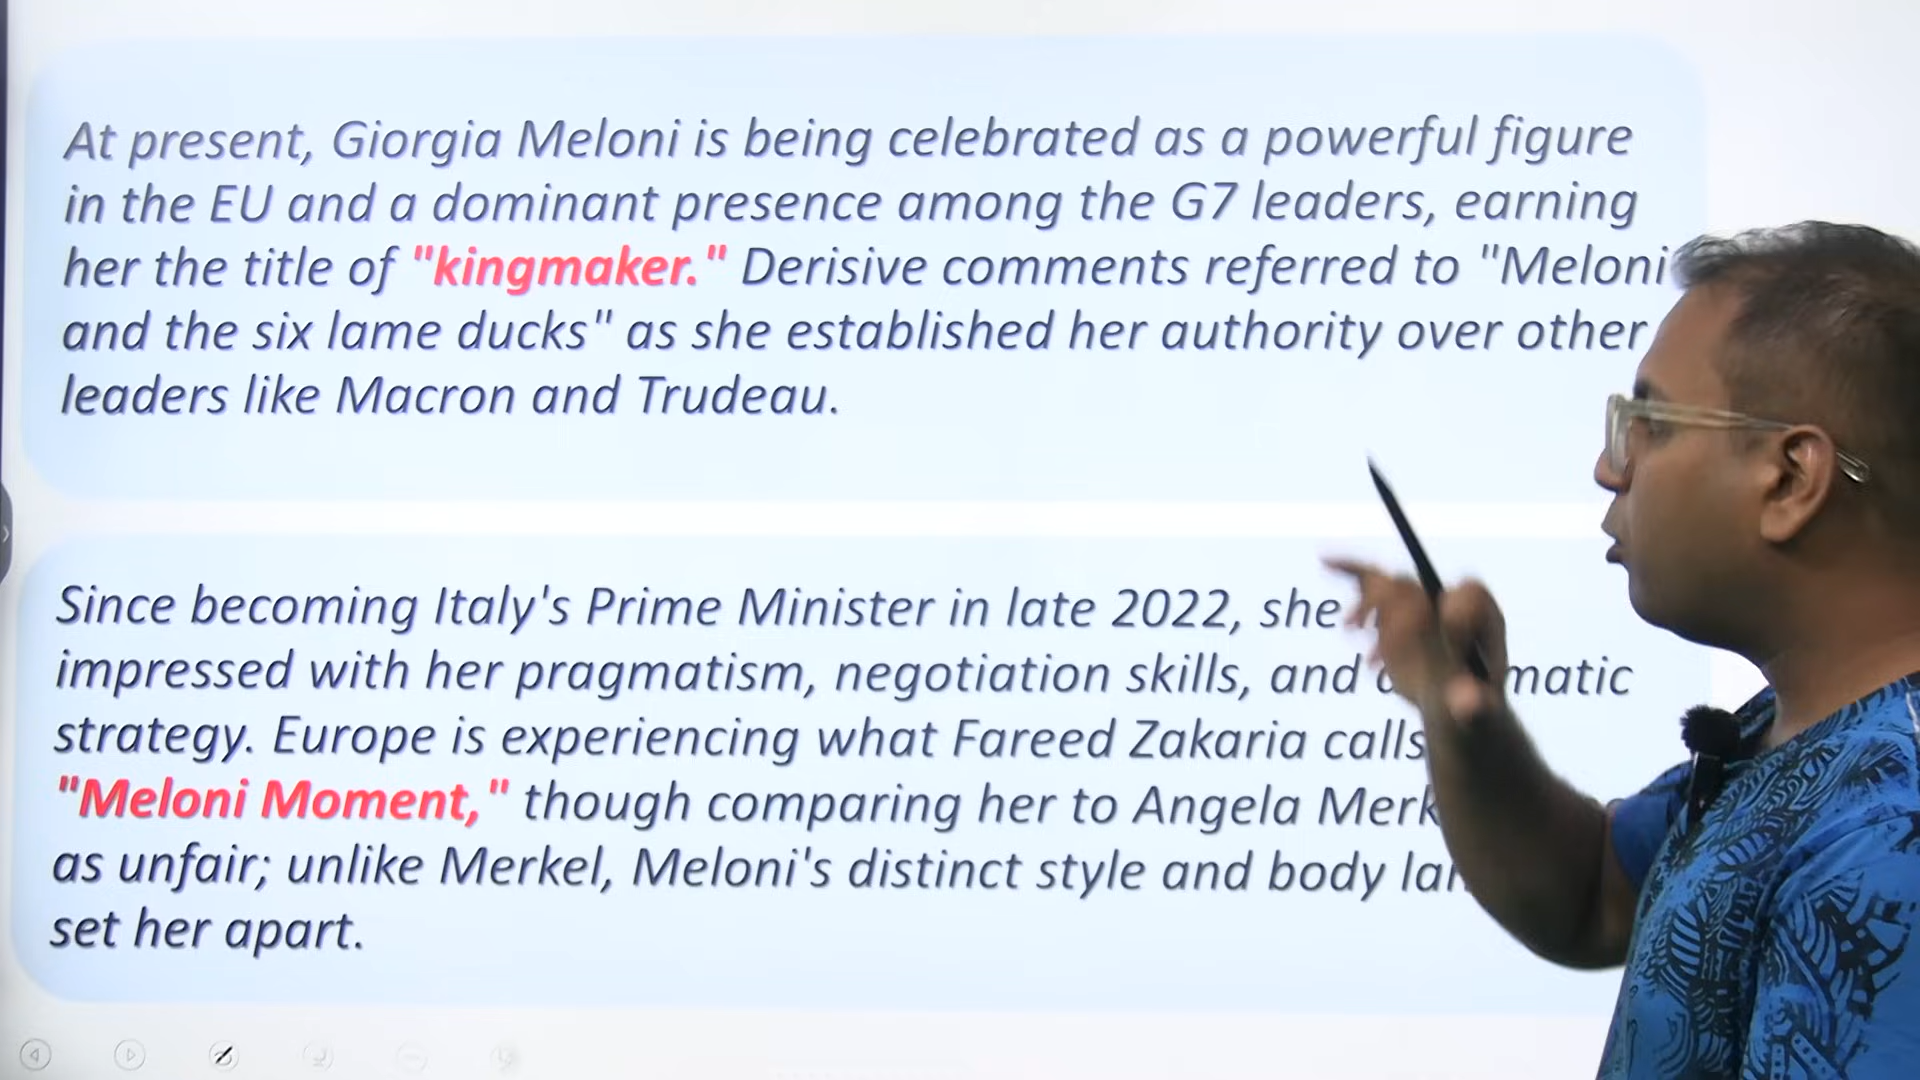 At present, Giorgia Meloni is being celebrated as a powerful figure
in the EU and a dominant presence among the G7 leaders, earning
her the title of "kingmaker." Derisive comments referred to "Meloni
and the six lame ducks" as she established her authority over other
leaders like Macron and Trudeau.
Since becoming Italy's Prime Minister in late 2022, she
impressed with her pragmatism, negotiation skills, and
strategy. Europe is experiencing what Fareed Zakaria calls
"Meloni Moment," though comparing her to Angela
as unfair; unlike Merkel, Meloni's distinct style and body
set her apart.